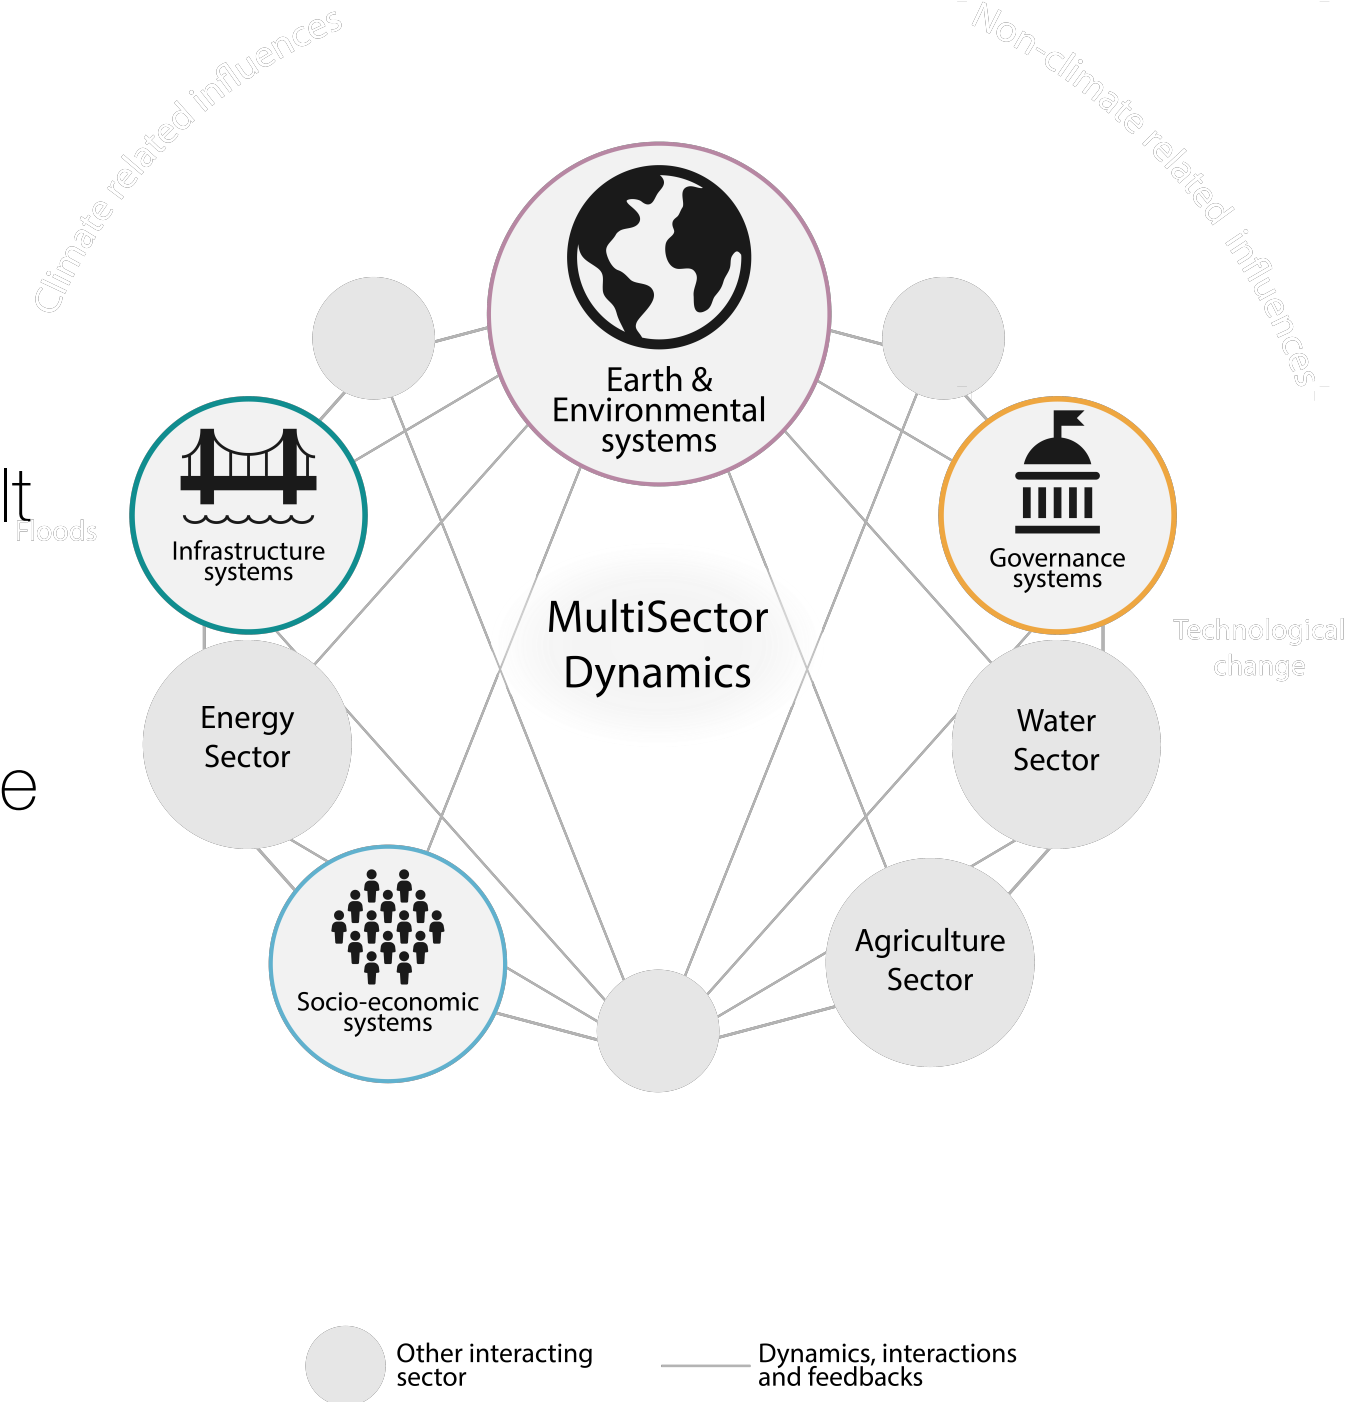 Climate related influences
Non-climate related influences
Earth &
Environmental
systems
lt
Floods
Infrastructure
systems
Governance
systems
MultiSector
Dynamics
Technological
change
Energy
Sector
Water
Sector
e
Agriculture
Sector
Socio-economic
systems
Other interacting
sector
Dynamics, interactions
and feedbacks